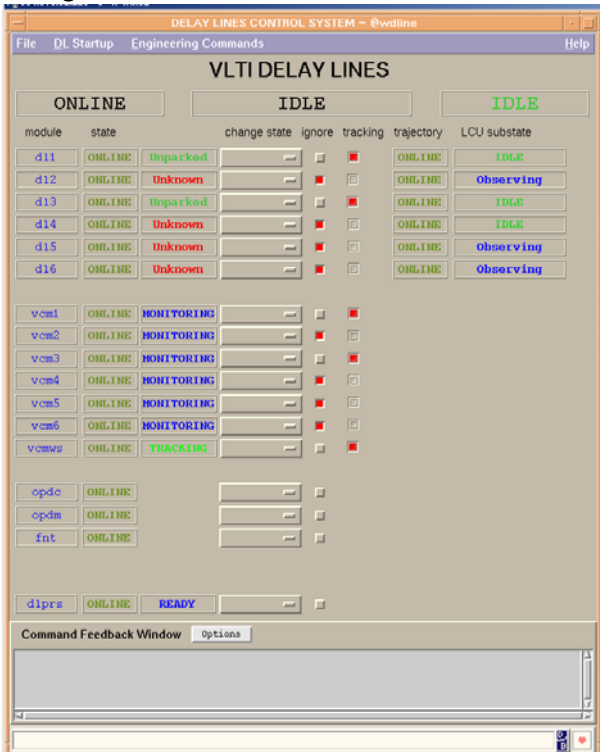 DELAY LINES CONTROL SYSTEM - @wdline
File DL Startup Engineering Commands Help
VLTI DELAY LINES
ONLINE IDLE IDLE
module state change state ignore tracking trajectory LCU substate
dl1 ONLINE Unparked ONLINE IDLE
dl2 ONLINE Unknown ONLINE Observing
dl3 ONLINE Unparked ONLINE IDLE
dl4 ONLINE Unknown ONLINE IDLE
dl5 ONLINE Unknown ONLINE Observing
dl6 ONLINE Unknown ONLINE Observing
vcm1 ONLINE MONITORING
vcm2 ONLINE MONITORING
vcm3 ONLINE MONITORING
vcm4 ONLINE MONITORING
vcm5 ONLINE MONITORING
vcm6 ONLINE MONITORING
vcmws ONLINE TRACKING
opdc ONLINE
opdm ONLINE
fnt ONLINE
dlprs ONLINE READY
Command Feedback Window Options